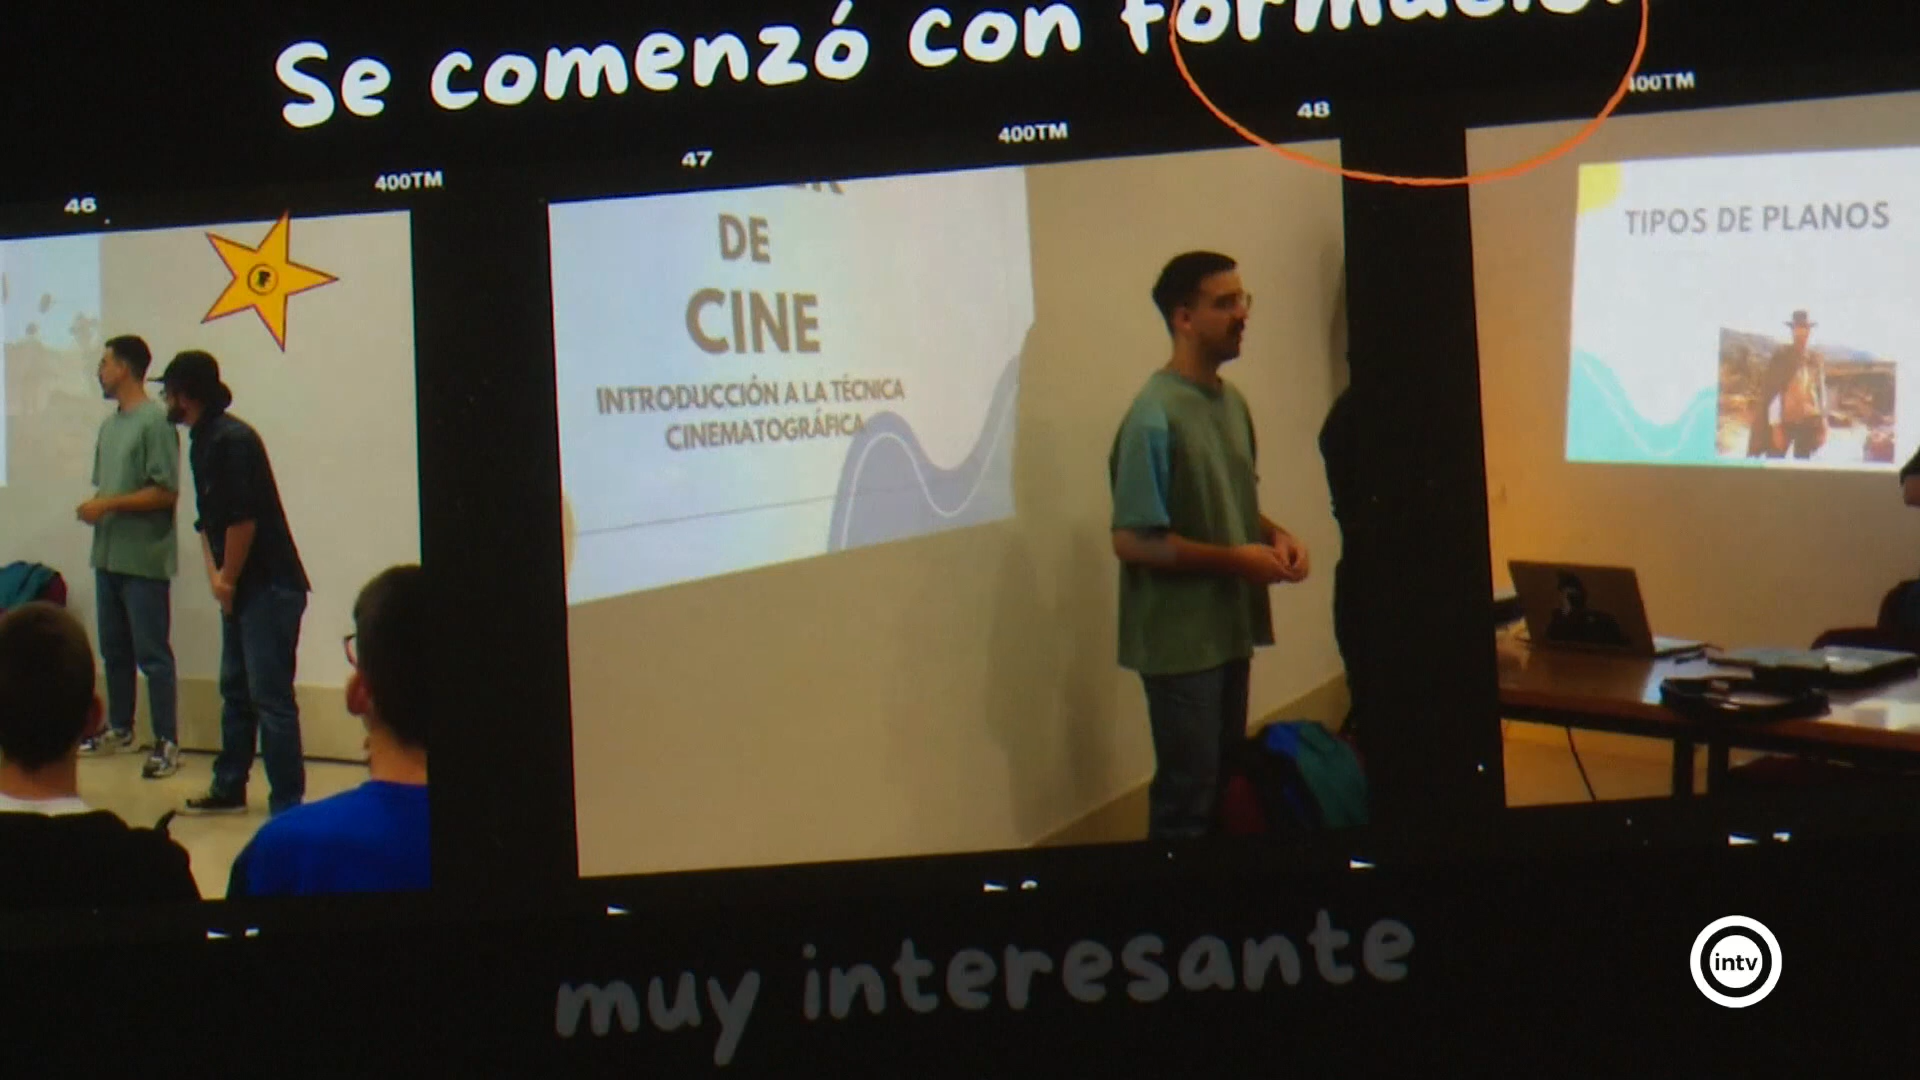 Se comenzó con formación
46
400TM
47
400TM
48
400TM
DE
CINE
INTRODUCCIÓN A LA TÉCNICA
CINEMATOGRÁFICA
TIPOS DE PLANOS
muy interesante
intv